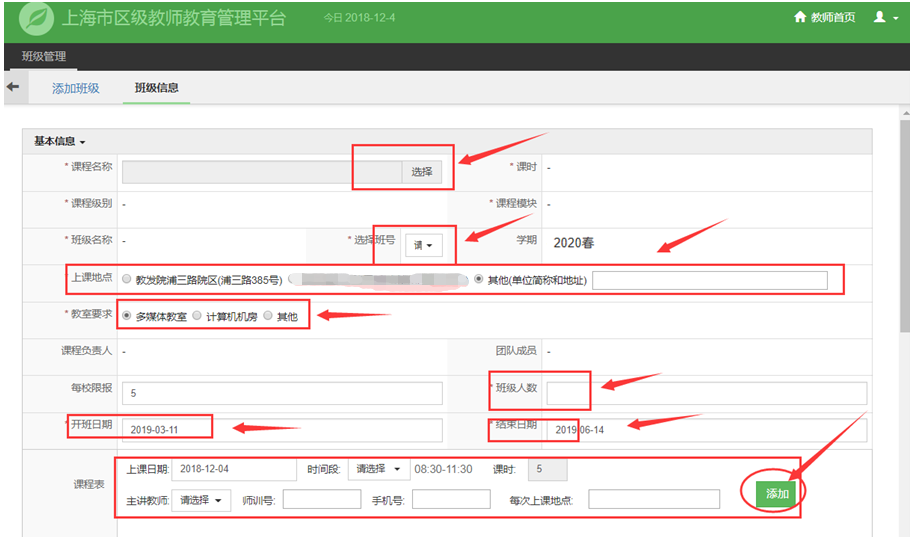 上海市区级教师教育管理平台 今日 2018-12-4 教师首页
班级管理
添加班级 班级信息
基本信息
* 课程名称 选择 * 课时 -
* 课程级别 - * 课程模块 -
* 班级名称 - * 选择班号 请 学期 2020春
* 上课地点 教发院浦三路院区(浦三路385号) 其他(单位简称和地址)
* 教室要求 多媒体教室 计算机机房 其他
课程负责人 - 团队成员 -
每校限报 5 * 班级人数
* 开班日期 2019-03-11 * 结束日期 2019-06-14
课程表 上课日期: 2018-12-04 时间段: 请选择 08:30-11:30 课时: 5
主讲教师: 请选择 师训号: 手机号: 每次上课地点: 添加